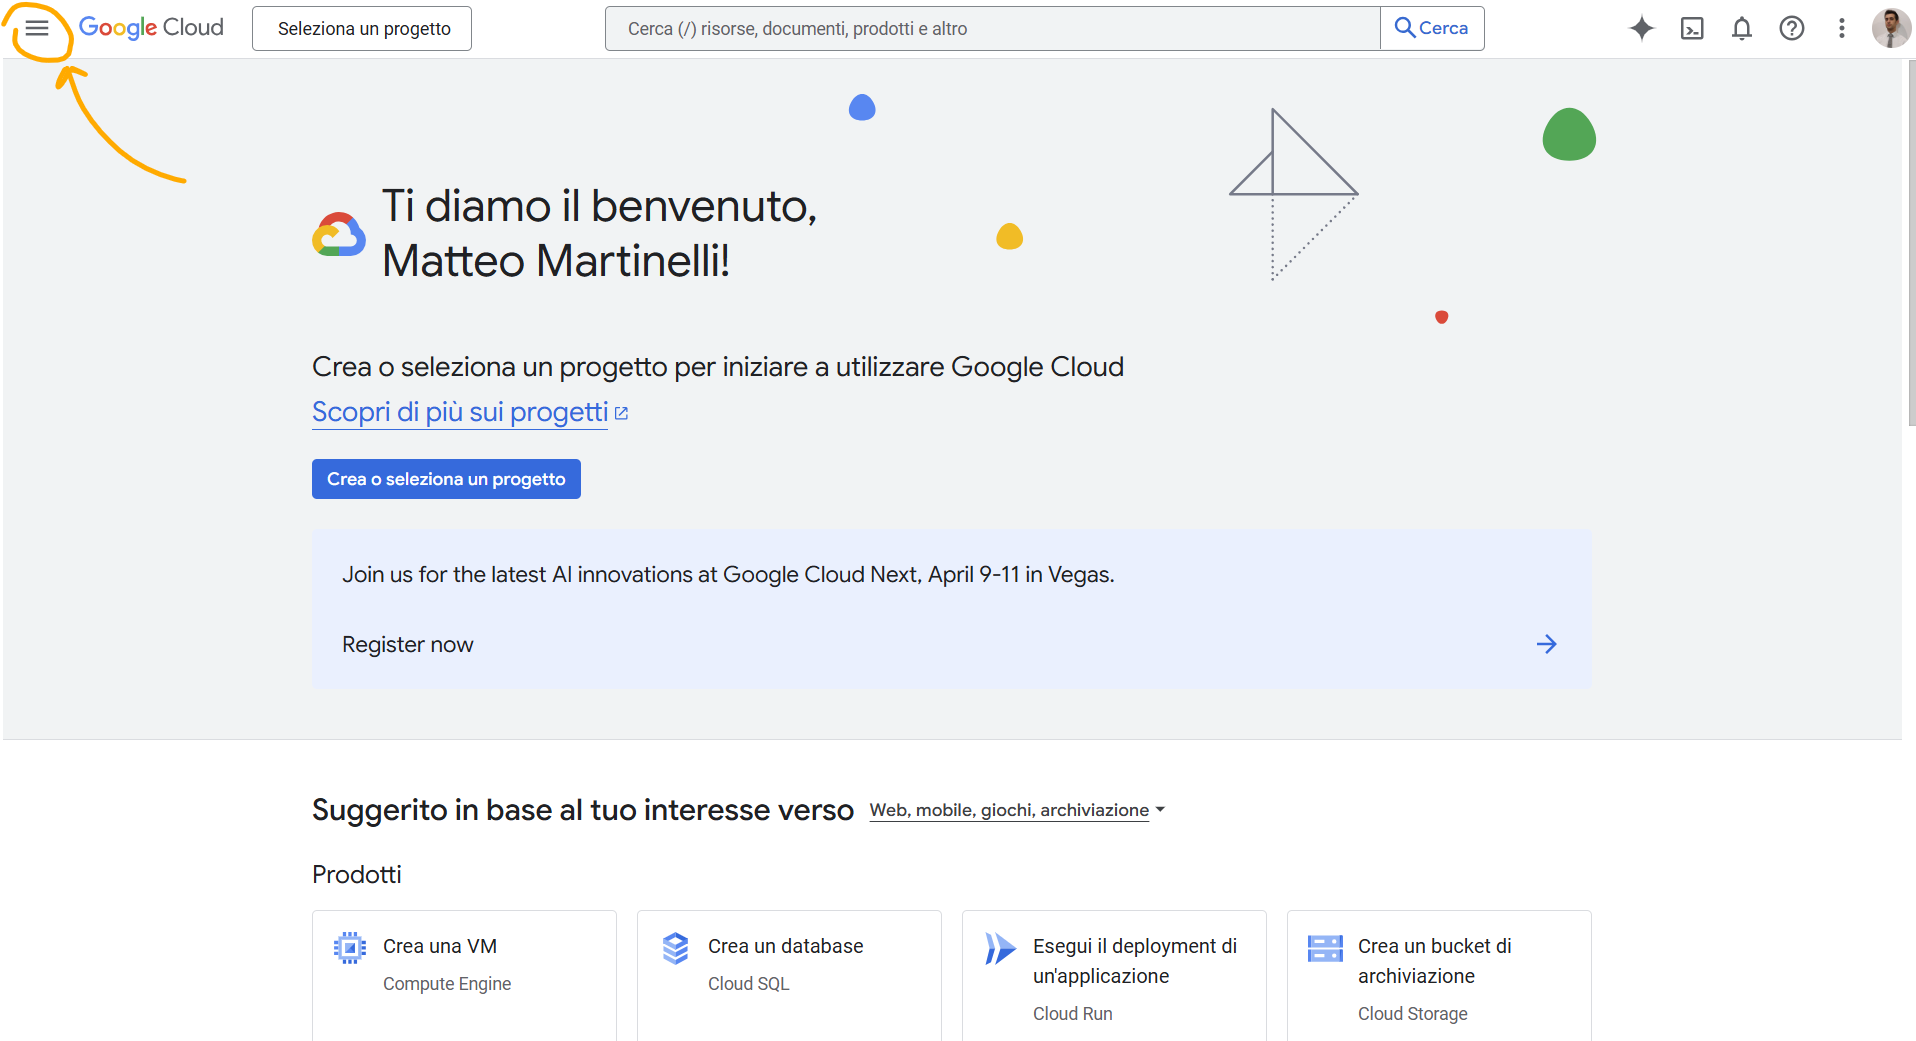 Google Cloud
Seleziona un progetto
Cerca (/) risorse, documenti, prodotti e altro
Cerca
Ti diamo il benvenuto,
Matteo Martinelli!
Crea o seleziona un progetto per iniziare a utilizzare Google Cloud
Scopri di più sui progetti
Crea o seleziona un progetto
Join us for the latest AI innovations at Google Cloud Next, April 9-11 in Vegas.
Register now
Suggerito in base al tuo interesse verso Web, mobile, giochi, archiviazione
Prodotti
Crea una VM
Compute Engine
Crea un database
Cloud SQL
Esegui il deployment di
un'applicazione
Cloud Run
Crea un bucket di
archiviazione
Cloud Storage